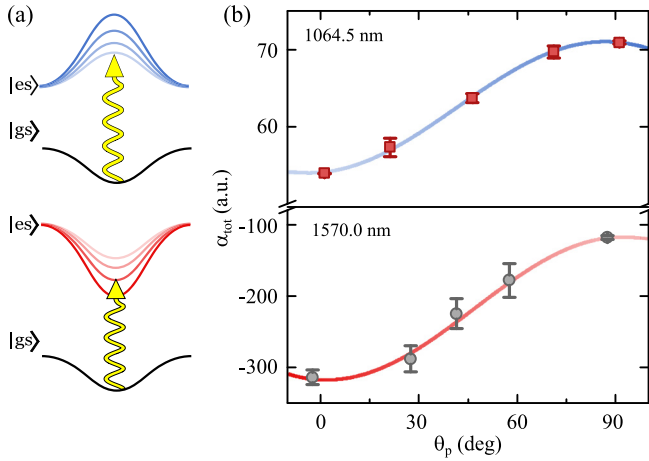 (a)
|es⟩
|gs⟩
|es⟩
|gs⟩
(b)
1064.5 nm
70
60
1570.0 nm
-100
-200
-300
α_tot (a.u.)
0 30 60 90
θ_p (deg)